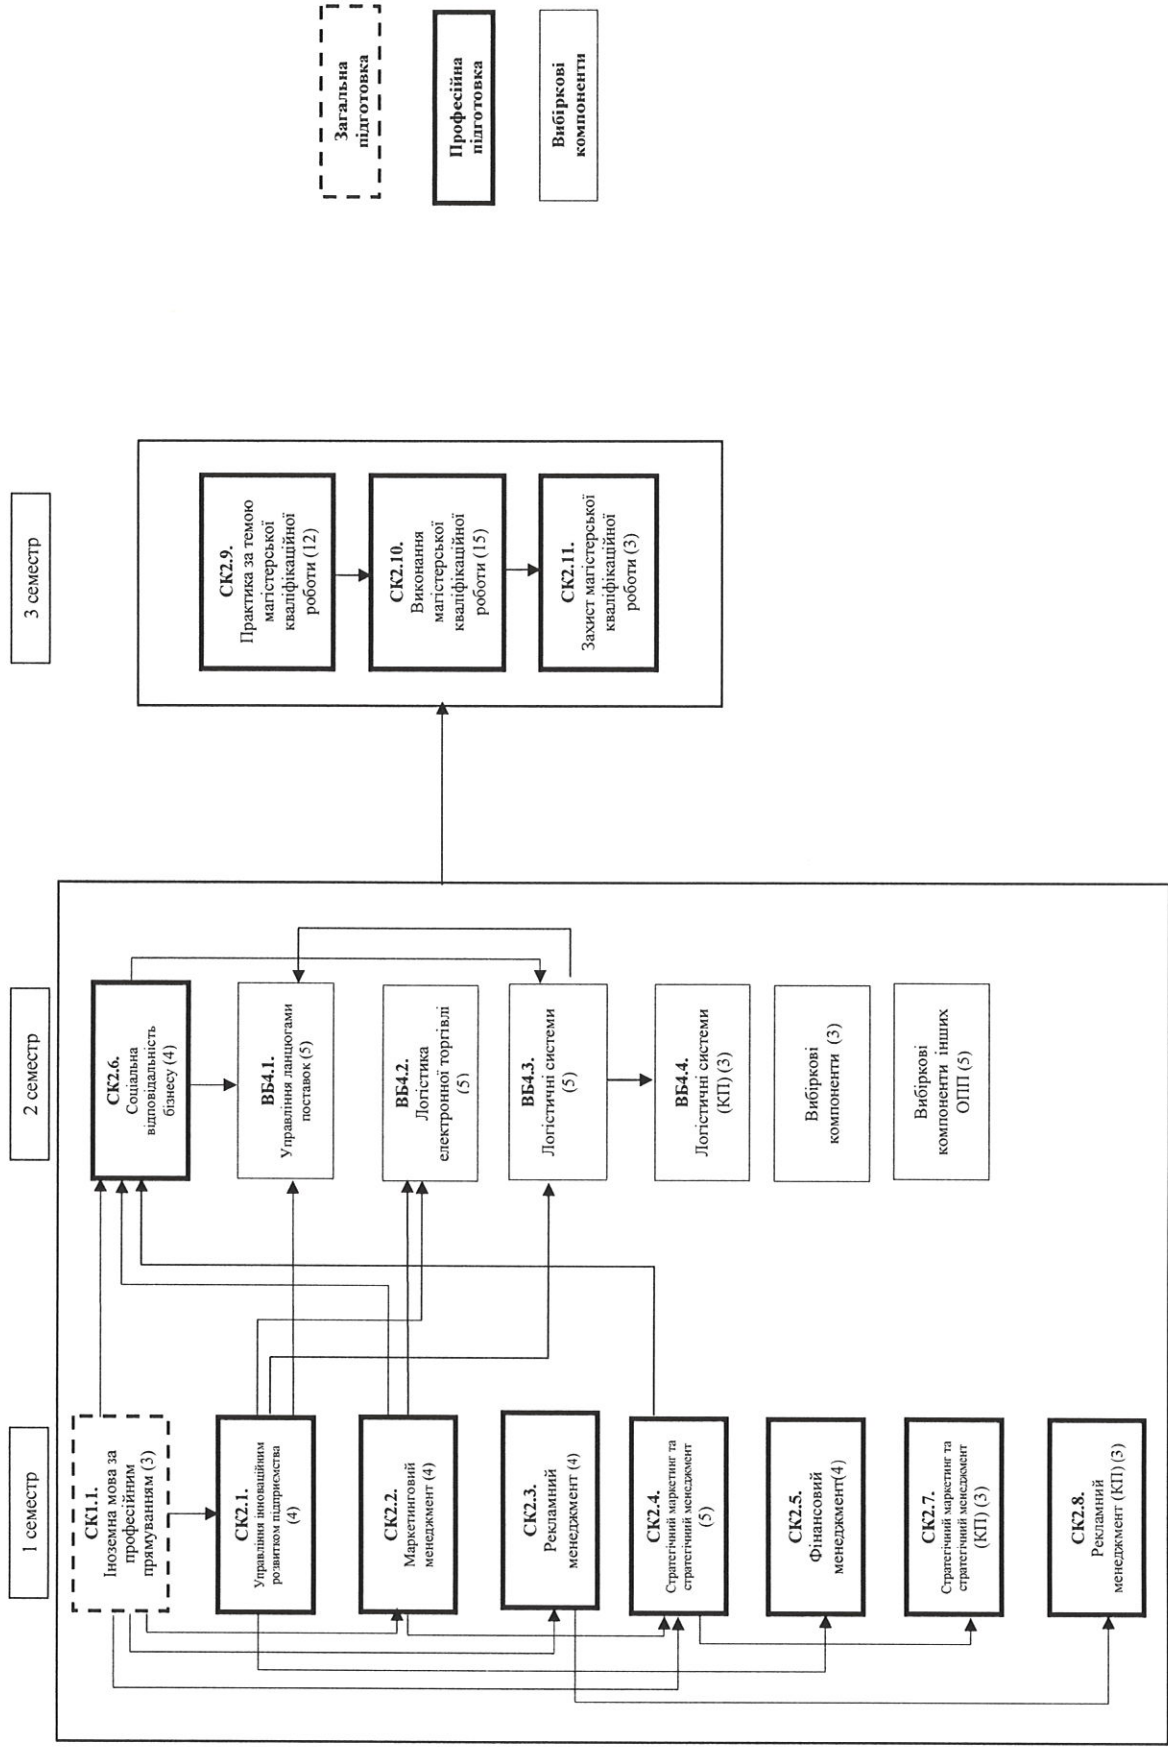 1 семестр
СК1.1.
Іноземна мова за
професійним
прямуванням (3)
СК2.1.
Управління інноваційним
розвитком підприємства
(4)
СК2.2.
Маркетинговий
менеджмент (4)
СК2.3.
Рекламний
менеджмент (4)
СК2.4.
Стратегічний маркетинг та
стратегічний менеджмент
(5)
СК2.5.
Фінансовий
менеджмент(4)
СК2.7.
Стратегічний маркетинг та
стратегічний менеджмент
(КП) (3)
СК2.8.
Рекламний
менеджмент (КП) (3)
2 семестр
СК2.6.
Соціальна
відповідальність
бізнесу (4)
ВБ4.1.
Управління ланцюгами
поставок (5)
ВБ4.2.
Логістика
електронної торгівлі
(5)
ВБ4.3.
Логістичні системи
(5)
ВБ4.4.
Логістичні системи
(КП) (3)
Вибіркові
компоненти (3)
Вибіркові
компоненти інших
ОПП (5)
3 семестр
СК2.9.
Практика за темою
магістерської
кваліфікаційної
роботи (12)
СК2.10.
Виконання
магістерської
кваліфікаційної
роботи (15)
СК2.11.
Захист магістерської
кваліфікаційної
роботи (3)
Загальна
підготовка
Професійна
підготовка
Вибіркові
компоненти